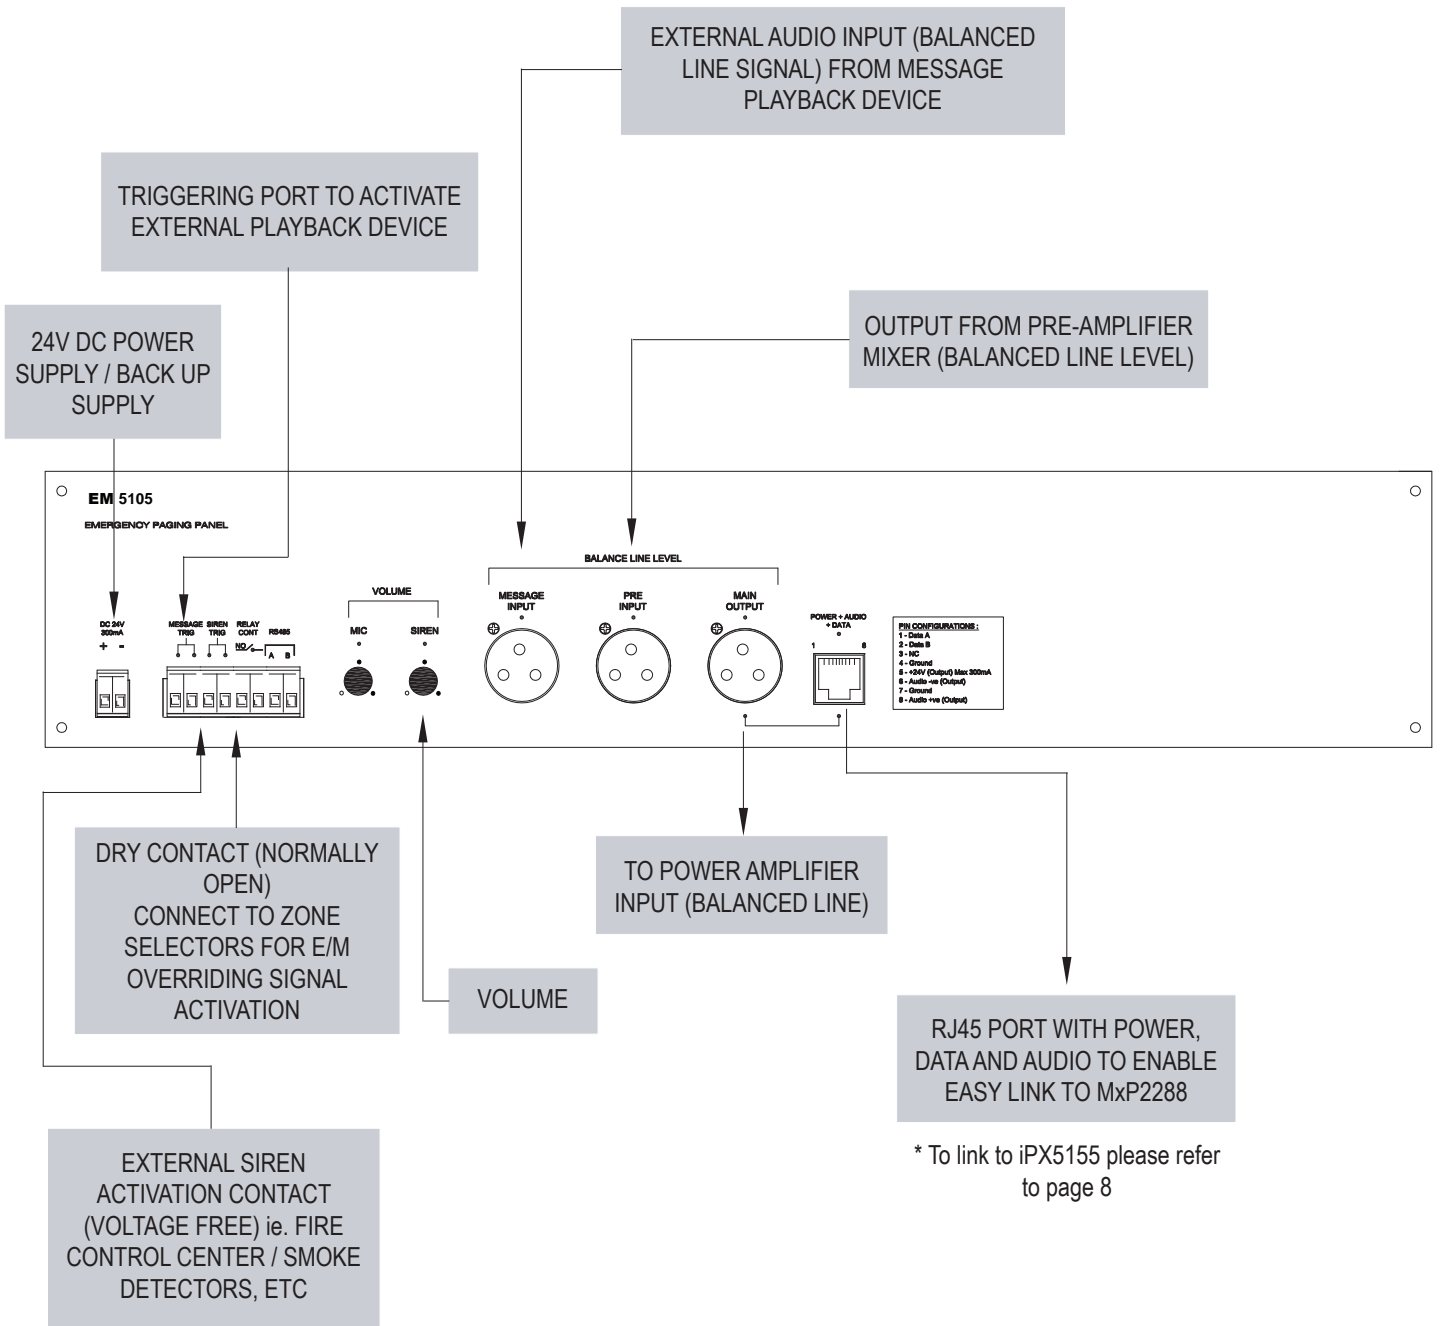 EXTERNAL AUDIO INPUT (BALANCED
LINE SIGNAL) FROM MESSAGE
PLAYBACK DEVICE
TRIGGERING PORT TO ACTIVATE
EXTERNAL PLAYBACK DEVICE
24V DC POWER
SUPPLY / BACK UP
SUPPLY
OUTPUT FROM PRE-AMPLIFIER
MIXER (BALANCED LINE LEVEL)
EM 5105
EMERGENCY PAGING PANEL
BALANCE LINE LEVEL
DC 24V
300mA
+ -
MESSAGE
TRIG
SIREN
TRIG
RELAY
CONT
NO
RS485
A B
VOLUME
MIC
SIREN
MESSAGE
INPUT
PRE
INPUT
MAIN
OUTPUT
POWER + AUDIO
+ DATA
1 8
PIN CONFIGURATIONS :
1 - Data A
2 - Data B
3 - NC
4 - Ground
5 - +24V (Output) Max 300mA
6 - Audio -ve (Output)
7 - Ground
8 - Audio +ve (Output)
DRY CONTACT (NORMALLY
OPEN)
CONNECT TO ZONE
SELECTORS FOR E/M
OVERRIDING SIGNAL
ACTIVATION
VOLUME
TO POWER AMPLIFIER
INPUT (BALANCED LINE)
RJ45 PORT WITH POWER,
DATA AND AUDIO TO ENABLE
EASY LINK TO MxP2288
* To link to iPX5155 please refer
to page 8
EXTERNAL SIREN
ACTIVATION CONTACT
(VOLTAGE FREE) ie. FIRE
CONTROL CENTER / SMOKE
DETECTORS, ETC